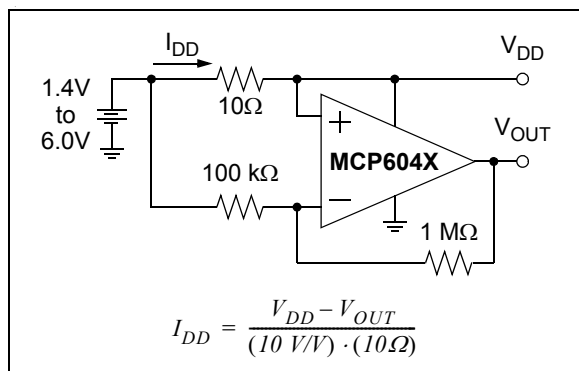 I_DD
V_DD
1.4V
to
6.0V
10Ω
V_OUT
+
MCP604X
100 kΩ
–
1 MΩ
I_DD = (V_DD – V_OUT) / ((10 V/V) · (10Ω))